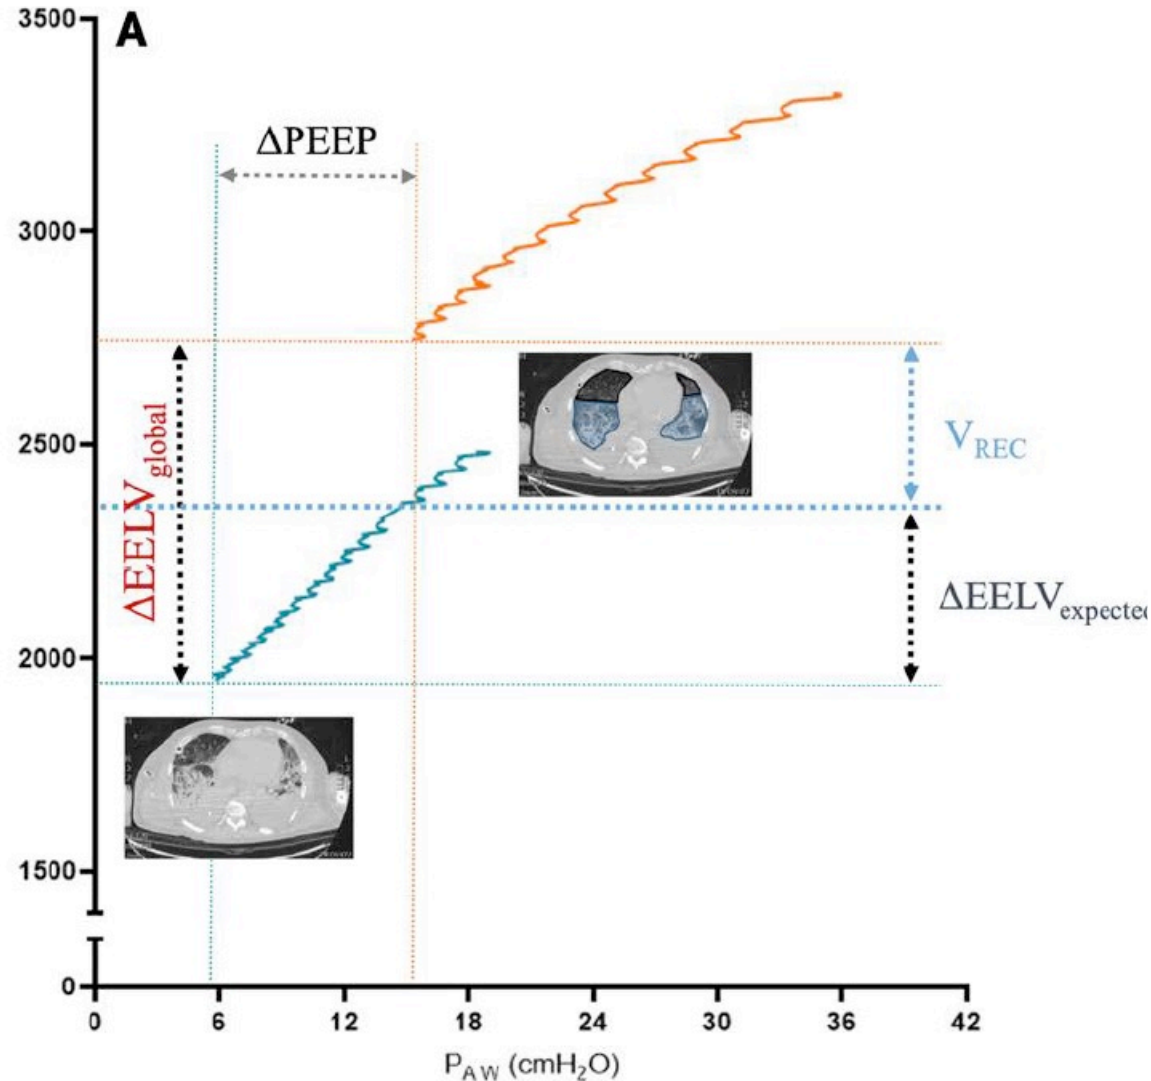 A
3500
3000
2500
2000
1500
0
ΔPEEP
ΔEELVglobal
VREC
ΔEELVexpected
0 6 12 18 24 30 36 42
PAW (cmH2O)